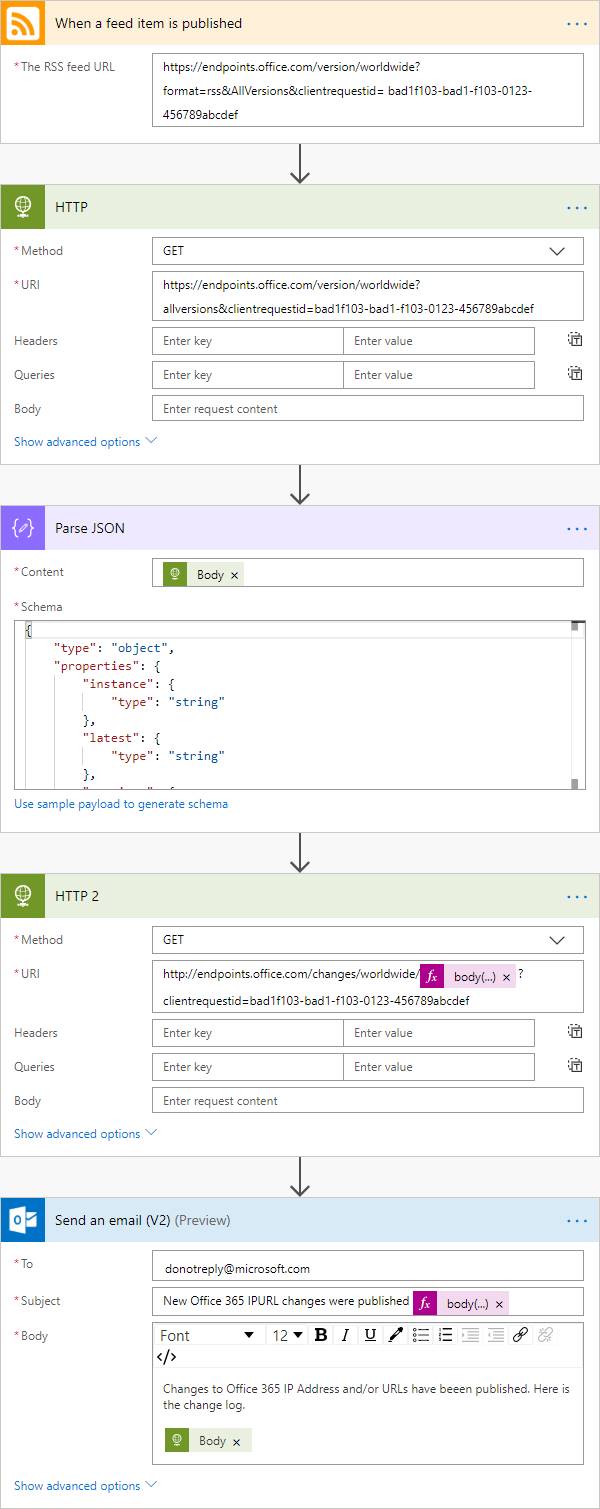 When a feed item is published ...
* The RSS feed URL
https://endpoints.office.com/version/worldwide?
format=rss&AllVersions&clientrequestid= bad1f103-bad1-f103-0123-
456789abcdef
HTTP ...
* Method GET
* URI
https://endpoints.office.com/version/worldwide?
allversions&clientrequestid=bad1f103-bad1-f103-0123-456789abcdef
Headers Enter key Enter value
Queries Enter key Enter value
Body Enter request content
Show advanced options
Parse JSON ...
* Content Body ×
* Schema
{
"type": "object",
"properties": {
"instance": {
"type": "string"
},
"latest": {
"type": "string"
},
Use sample payload to generate schema
HTTP 2 ...
* Method GET
* URI http://endpoints.office.com/changes/worldwide/ fx body(...) × ?
clientrequestid=bad1f103-bad1-f103-0123-456789abcdef
Headers Enter key Enter value
Queries Enter key Enter value
Body Enter request content
Show advanced options
Send an email (V2) (Preview) ...
* To donotreply@microsoft.com
* Subject New Office 365 IPURL changes were published fx body(...) ×
* Body Font 12 B I U
</>
Changes to Office 365 IP Address and/or URLs have beeen published. Here is
the change log.
Body ×
Show advanced options